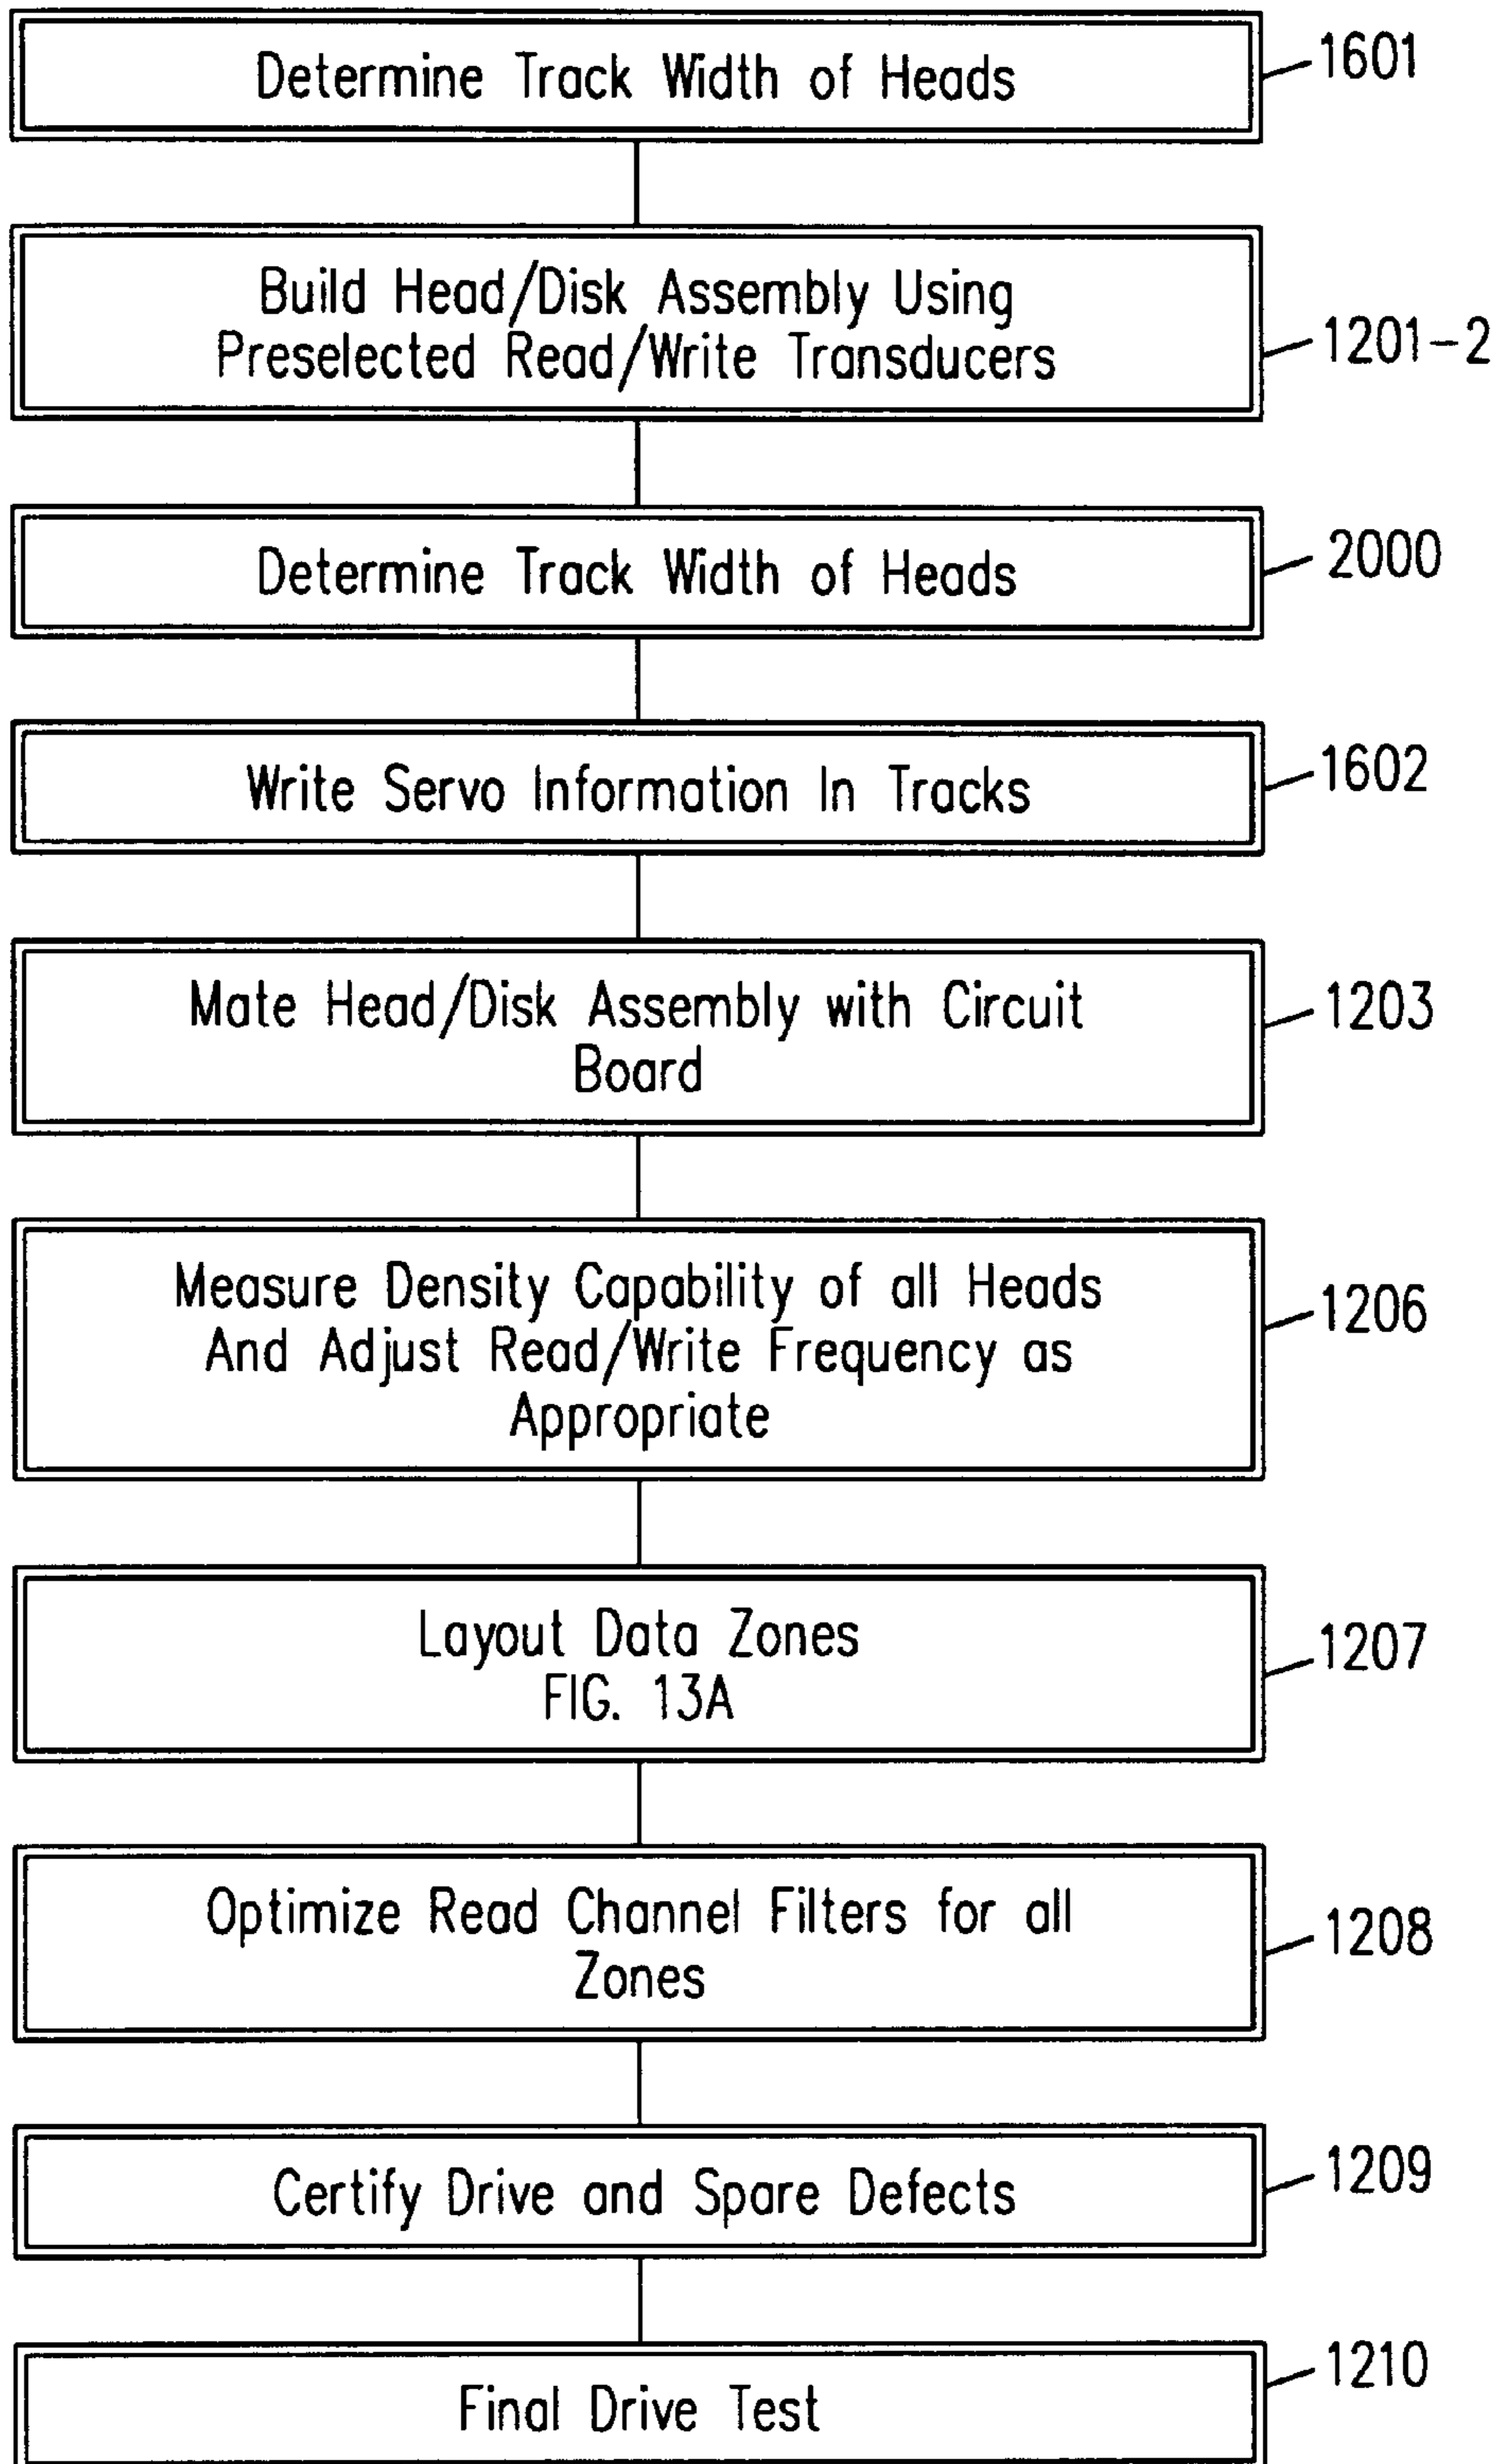 Determine Track Width of Heads
1601
Build Head/Disk Assembly Using
Preselected Read/Write Transducers
1201-2
Determine Track Width of Heads
2000
Write Servo Information In Tracks
1602
Mate Head/Disk Assembly with Circuit
Board
1203
Measure Density Capability of all Heads
And Adjust Read/Write Frequency as
Appropriate
1206
Layout Data Zones
FIG. 13A
1207
Optimize Read Channel Filters for all
Zones
1208
Certify Drive and Spare Defects
1209
Final Drive Test
1210